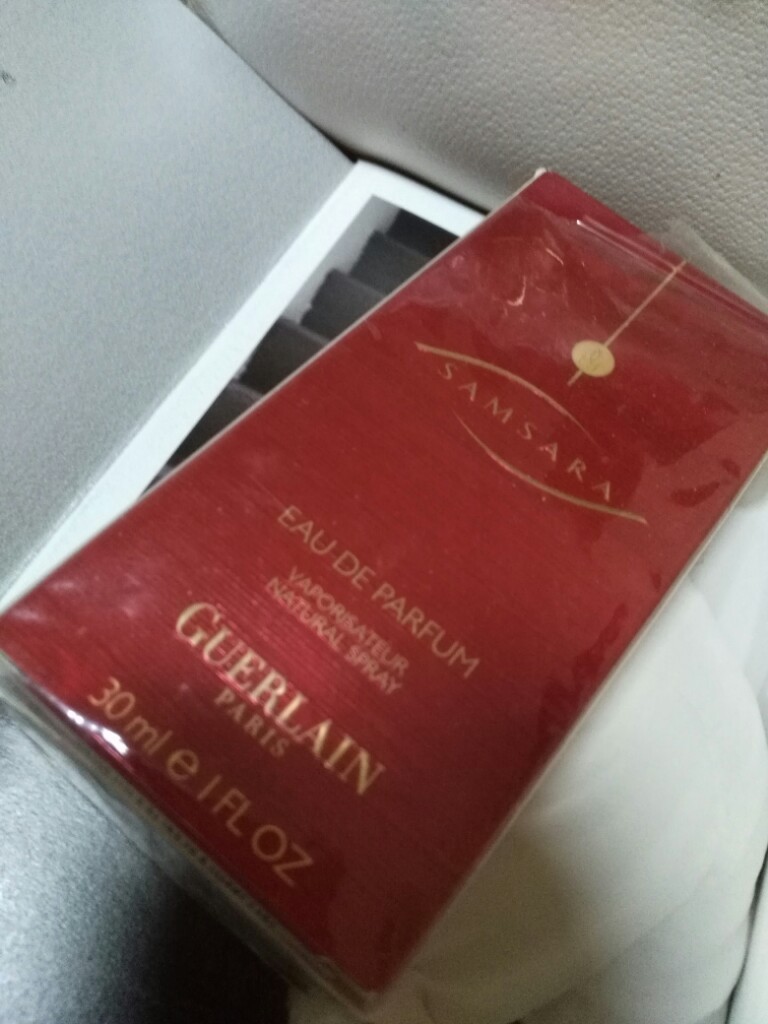 SAMSARA
EAU DE PARFUM
VAPORISATEUR
NATURAL SPRAY
GUERLAIN
PARIS
30 ml e 1 FL OZ